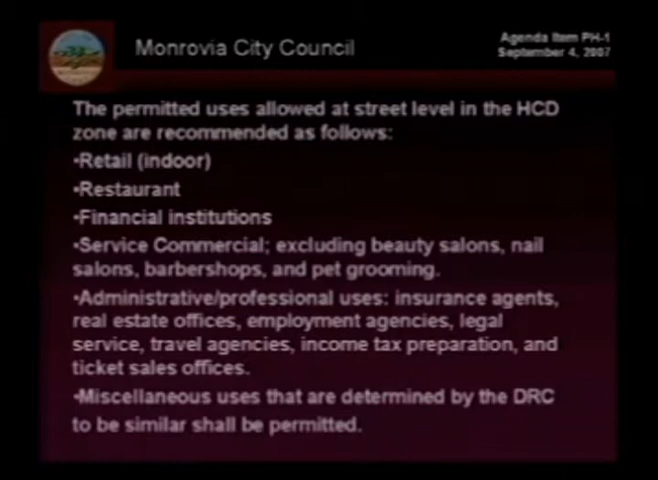 Monrovia City Council
Agenda Item PH-1
September 4, 2007
The permitted uses allowed at street level in the HCD
zone are recommended as follows:
•Retail (indoor)
•Restaurant
•Financial institutions
•Service Commercial; excluding beauty salons, nail
salons, barbershops, and pet grooming.
•Administrative/professional uses: insurance agents,
real estate offices, employment agencies, legal
service, travel agencies, income tax preparation, and
ticket sales offices.
•Miscellaneous uses that are determined by the DRC
to be similar shall be permitted.